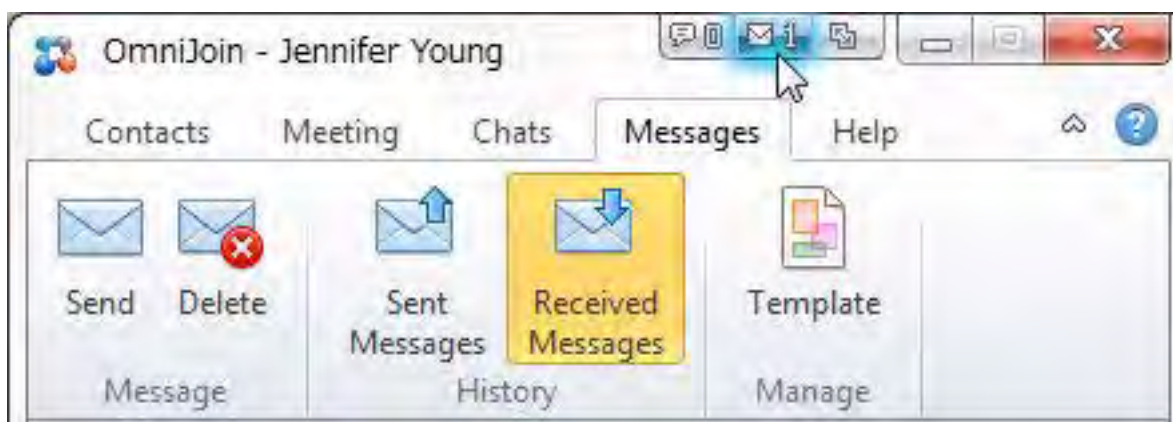 OmniJoin - Jennifer Young
0 1
Contacts Meeting Chats Messages Help
Send Delete Sent Messages Received Messages Template
Message History Manage